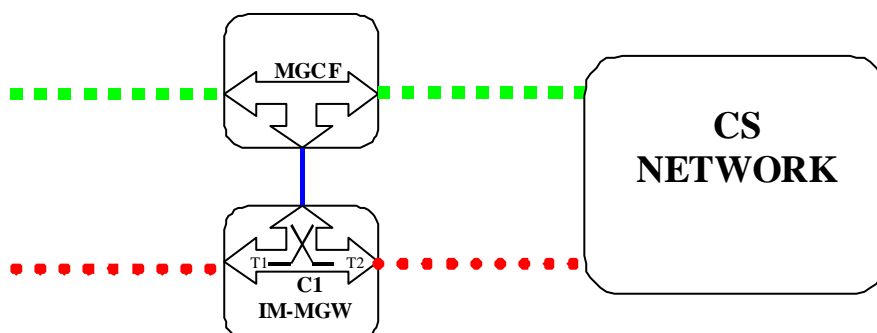 MGCF
CS
NETWORK
T1 T2
C1
IM-MGW